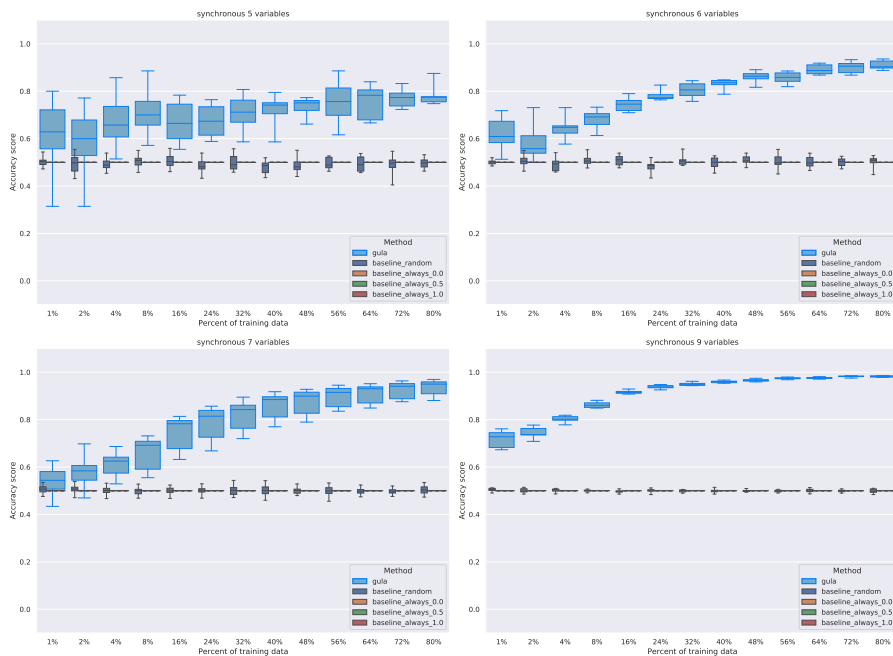 synchronous 5 variables
1.0
0.8
0.6
0.4
0.2
0.0
Accuracy score
Method
gula
baseline_random
baseline_always_0.0
baseline_always_0.5
baseline_always_1.0
1% 2% 4% 8% 16% 24% 32% 40% 48% 56% 64% 72% 80%
Percent of training data
synchronous 6 variables
1.0
0.8
0.6
0.4
0.2
0.0
Accuracy score
Method
gula
baseline_random
baseline_always_0.0
baseline_always_0.5
baseline_always_1.0
1% 2% 4% 8% 16% 24% 32% 40% 48% 56% 64% 72% 80%
Percent of training data
synchronous 7 variables
1.0
0.8
0.6
0.4
0.2
0.0
Accuracy score
Method
gula
baseline_random
baseline_always_0.0
baseline_always_0.5
baseline_always_1.0
1% 2% 4% 8% 16% 24% 32% 40% 48% 56% 64% 72% 80%
Percent of training data
synchronous 9 variables
1.0
0.8
0.6
0.4
0.2
0.0
Accuracy score
Method
gula
baseline_random
baseline_always_0.0
baseline_always_0.5
baseline_always_1.0
1% 2% 4% 8% 16% 24% 32% 40% 48% 56% 64% 72% 80%
Percent of training data